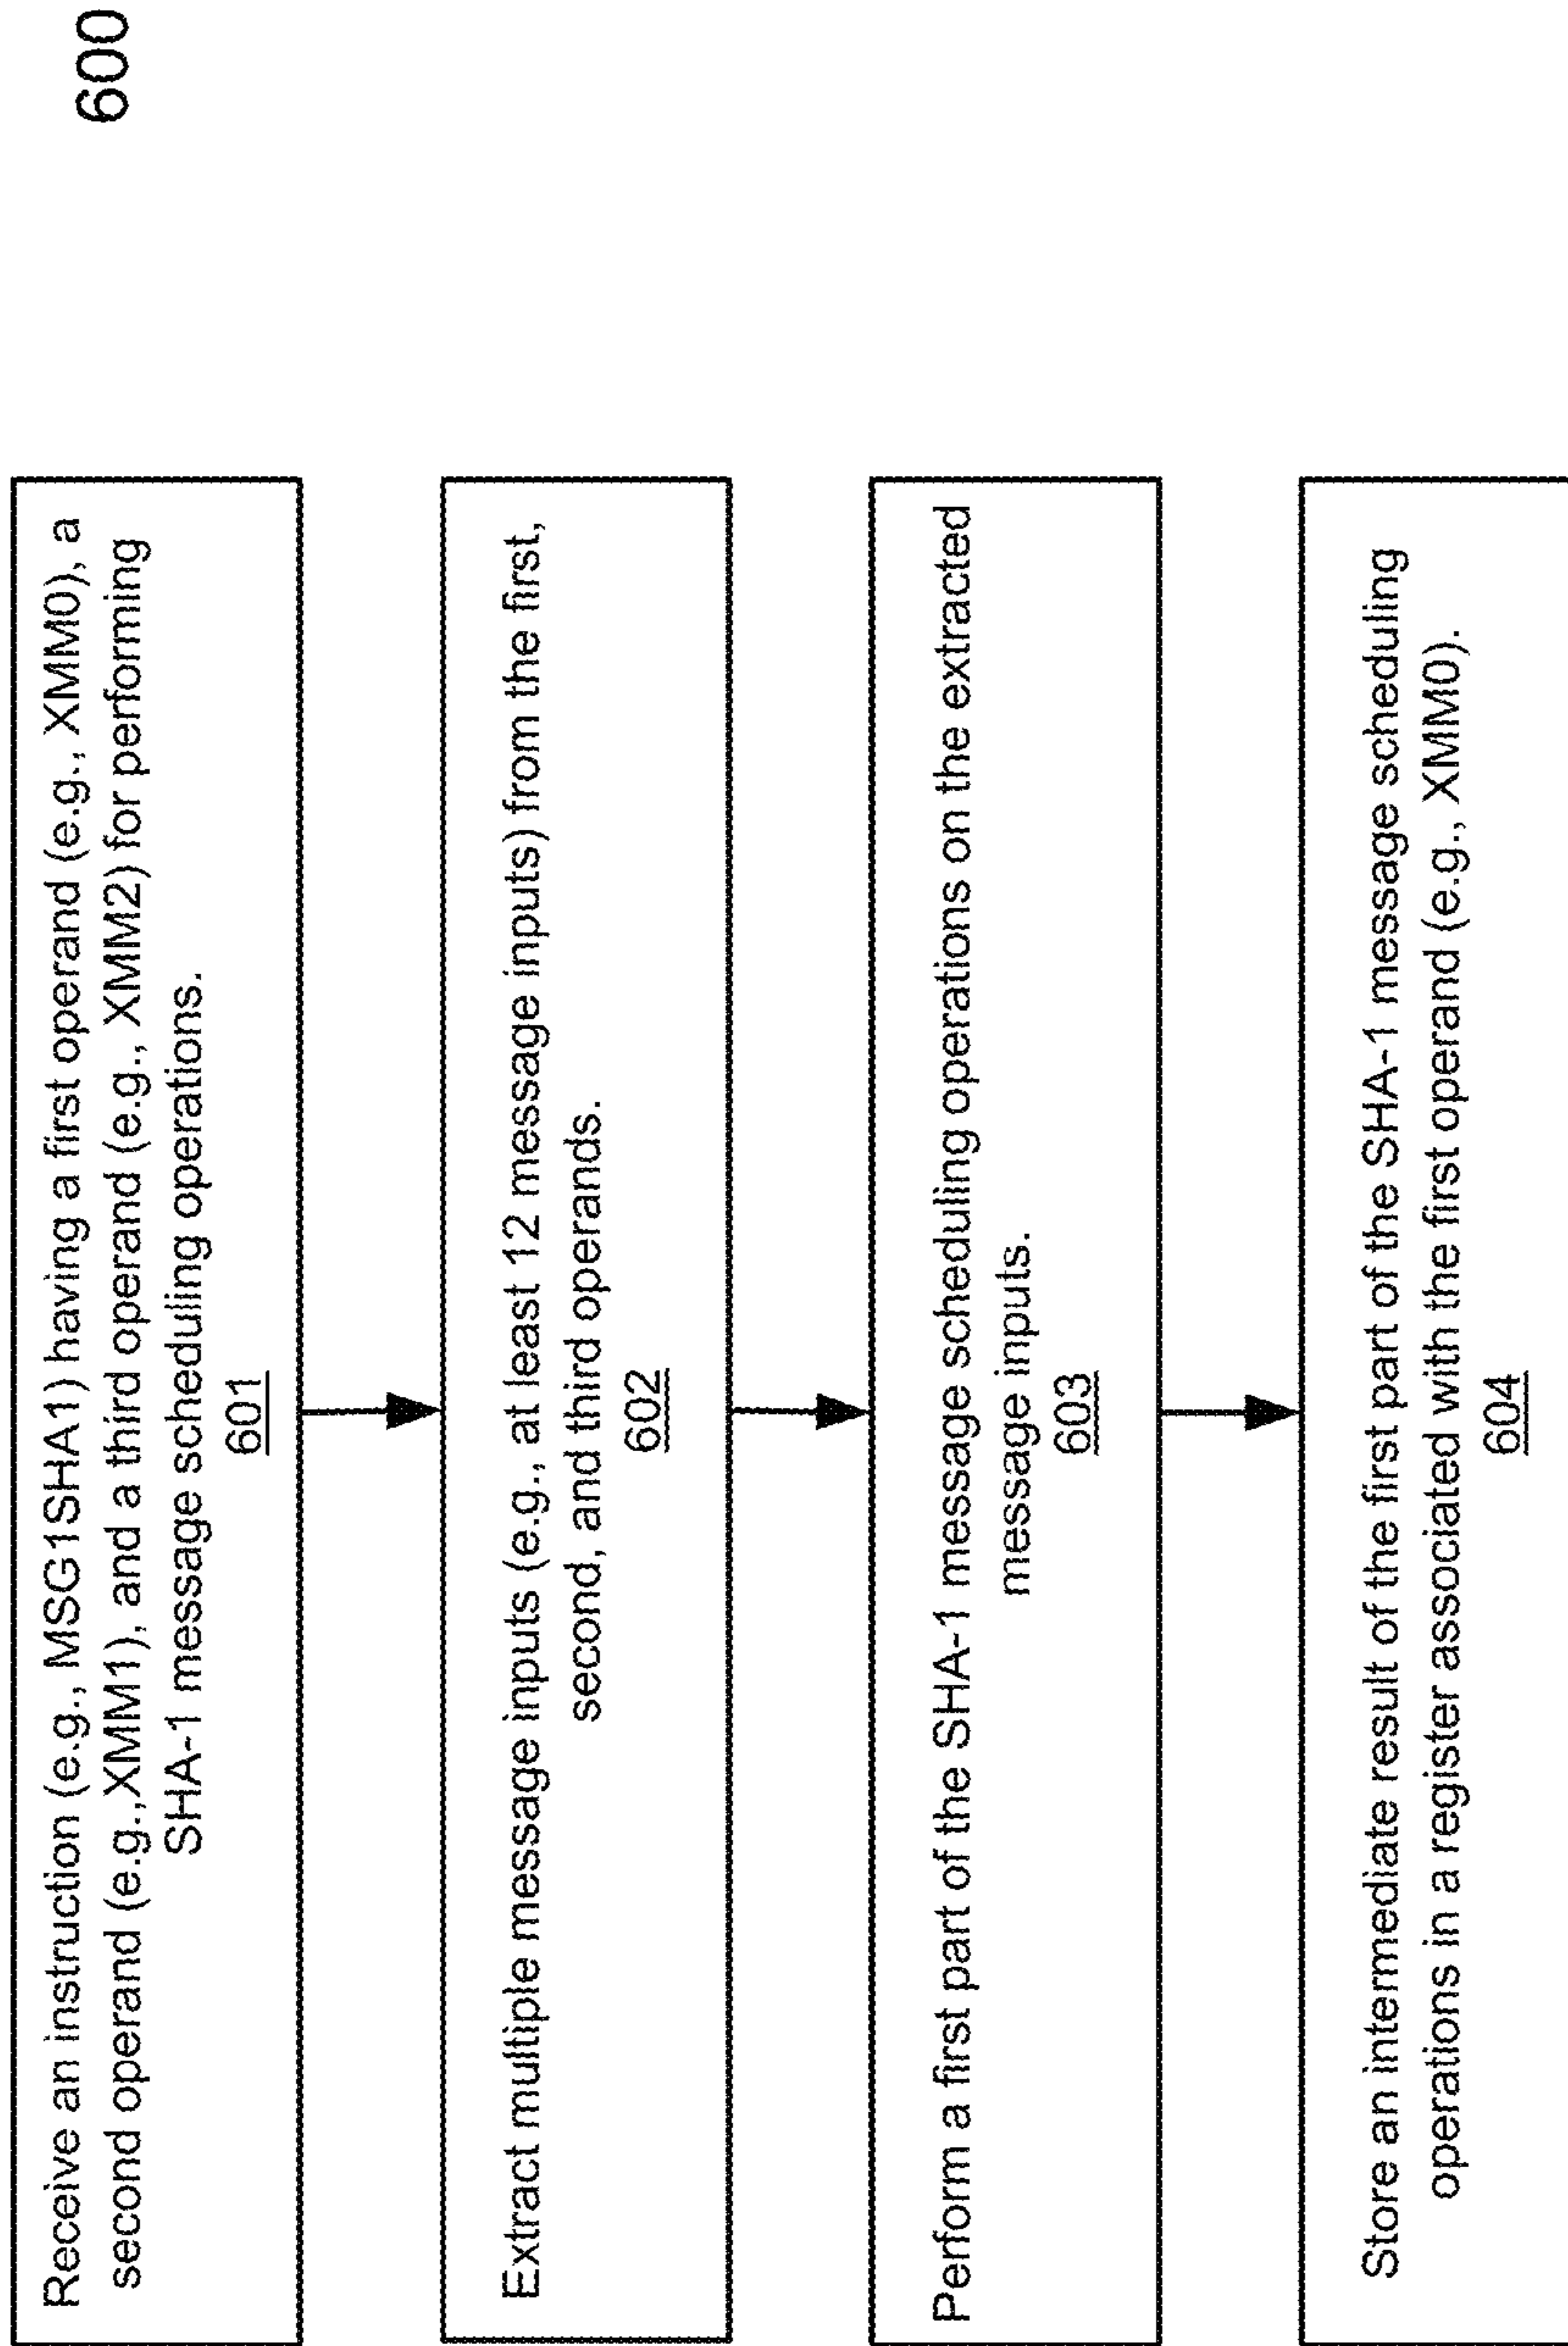 600
Receive an instruction (e.g., MSG1SHA1) having a first operand (e.g., XMM0), a
second operand (e.g.,XMM1), and a third operand (e.g., XMM2) for performing
SHA-1 message scheduling operations.
601
Extract multiple message inputs (e.g., at least 12 message inputs) from the first,
second, and third operands.
602
Perform a first part of the SHA-1 message scheduling operations on the extracted
message inputs.
603
Store an intermediate result of the first part of the SHA-1 message scheduling
operations in a register associated with the first operand (e.g., XMM0).
604